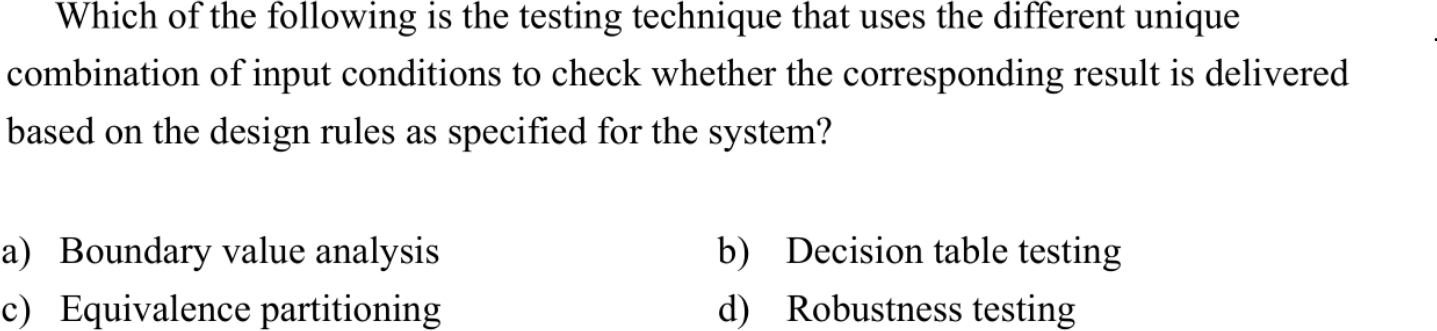 Which of the following is the testing technique that uses the different unique
combination of input conditions to check whether the corresponding result is delivered
based on the design rules as specified for the system?
a) Boundary value analysis b) Decision table testing
c) Equivalence partitioning d) Robustness testing